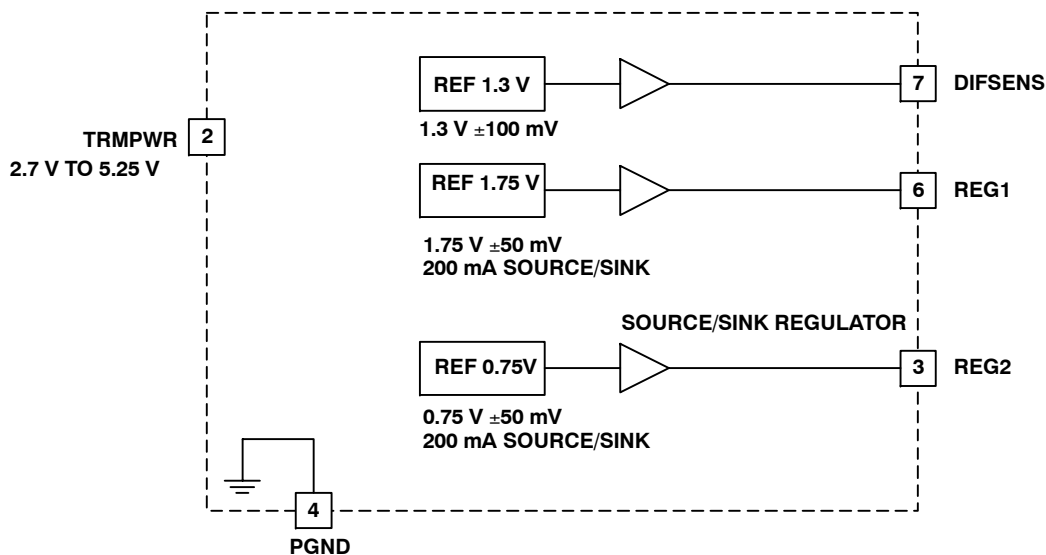 REF 1.3 V
7
DIFSENS
1.3 V ±100 mV
2
TRMPWR
2.7 V TO 5.25 V
REF 1.75 V
6
REG1
1.75 V ±50 mV
200 mA SOURCE/SINK
SOURCE/SINK REGULATOR
REF 0.75V
3
REG2
0.75 V ±50 mV
200 mA SOURCE/SINK
4
PGND